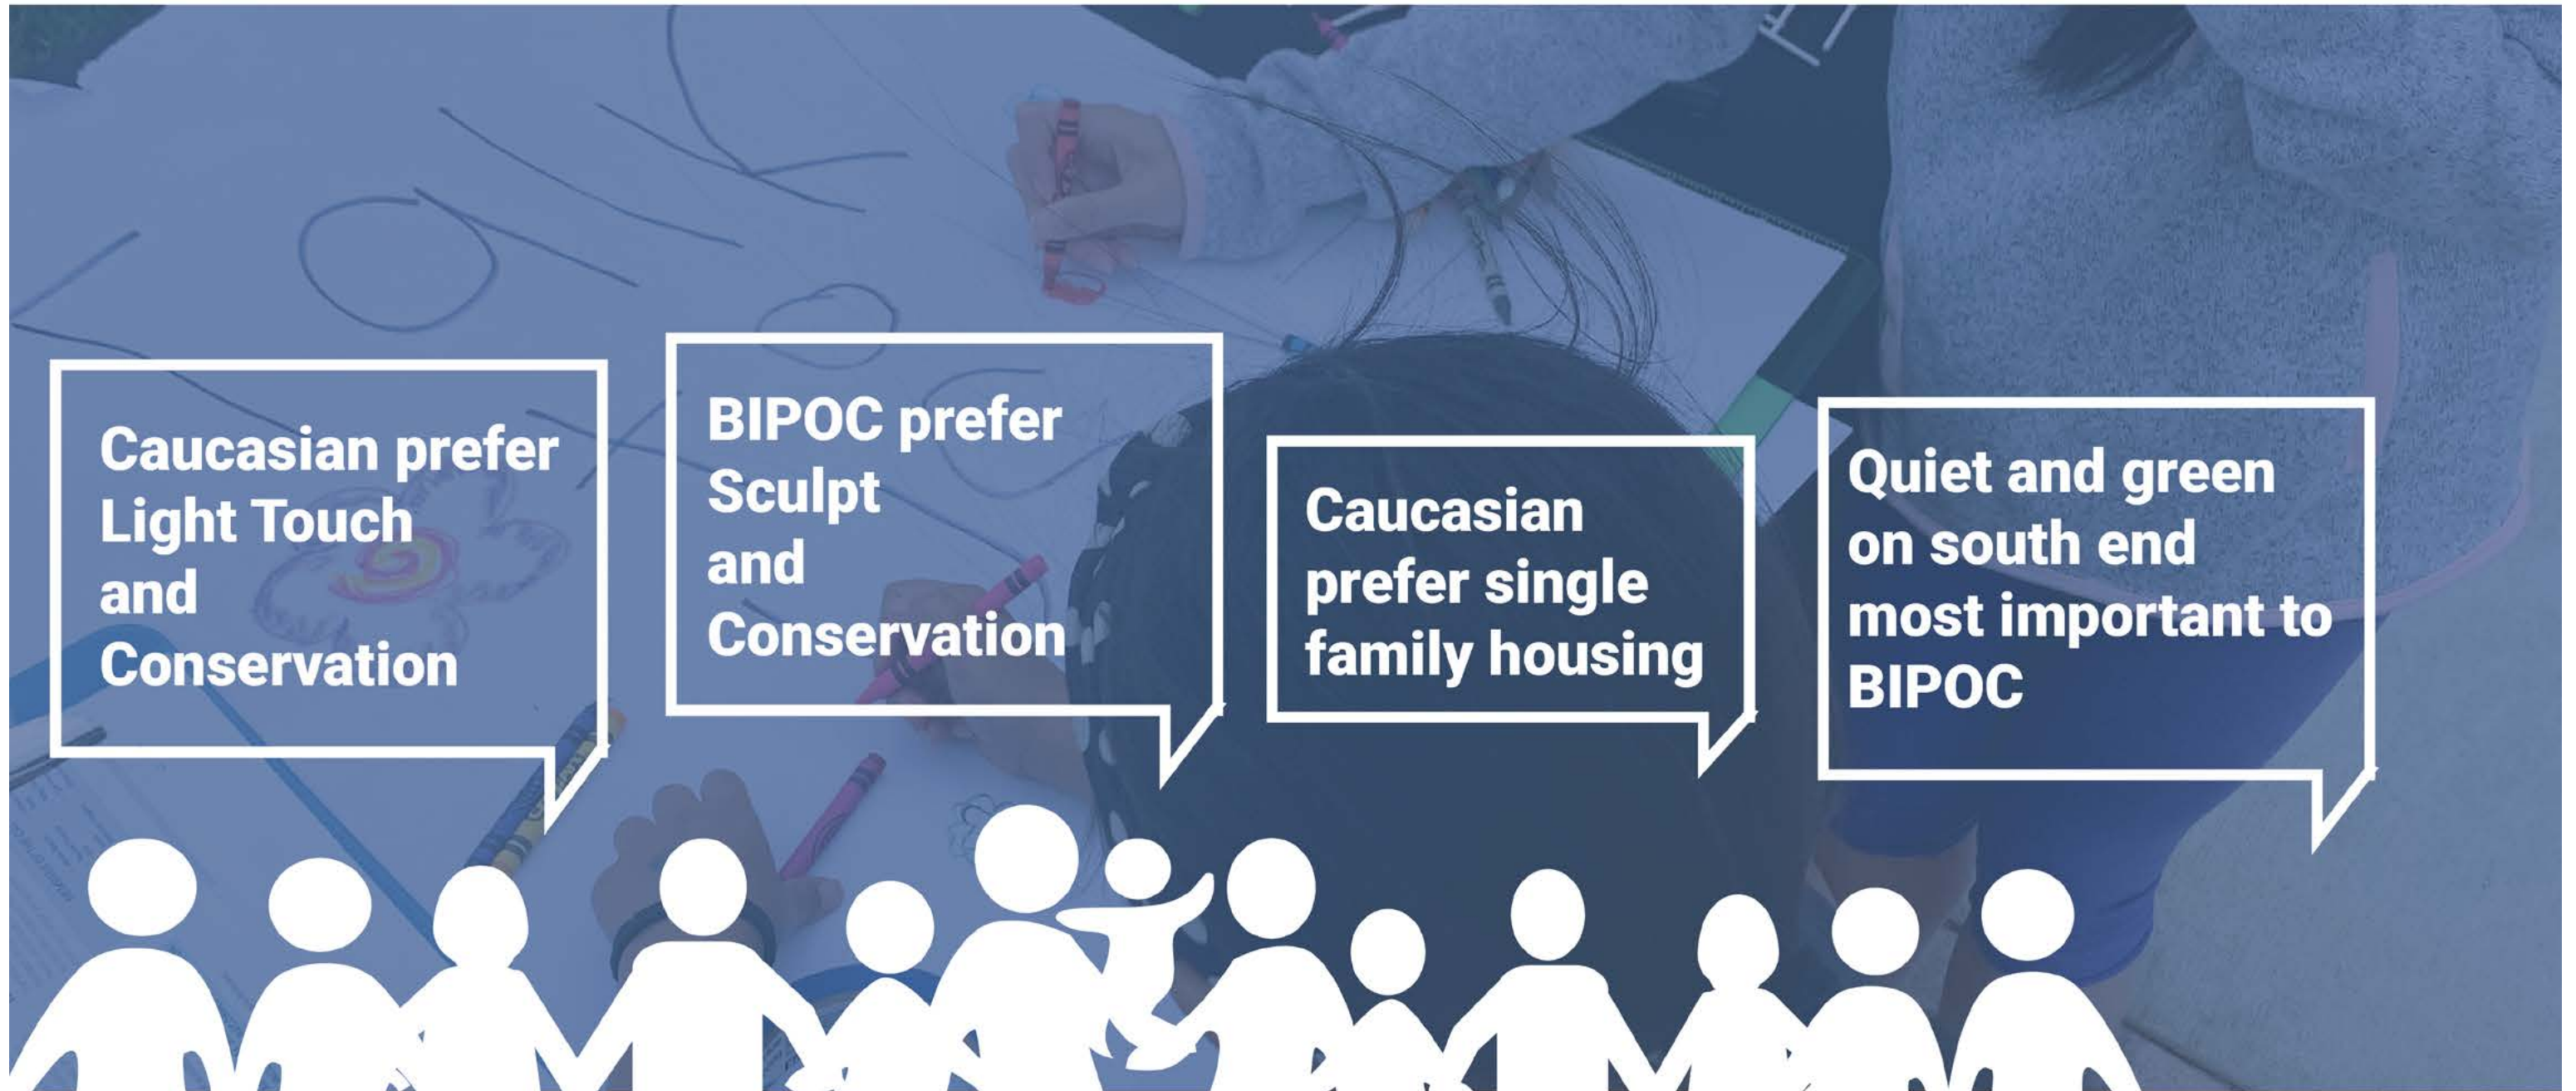 Caucasian prefer
Light Touch
and
Conservation
BIPOC prefer
Sculpt
and
Conservation
Caucasian
prefer single
family housing
Quiet and green
on south end
most important to
BIPOC